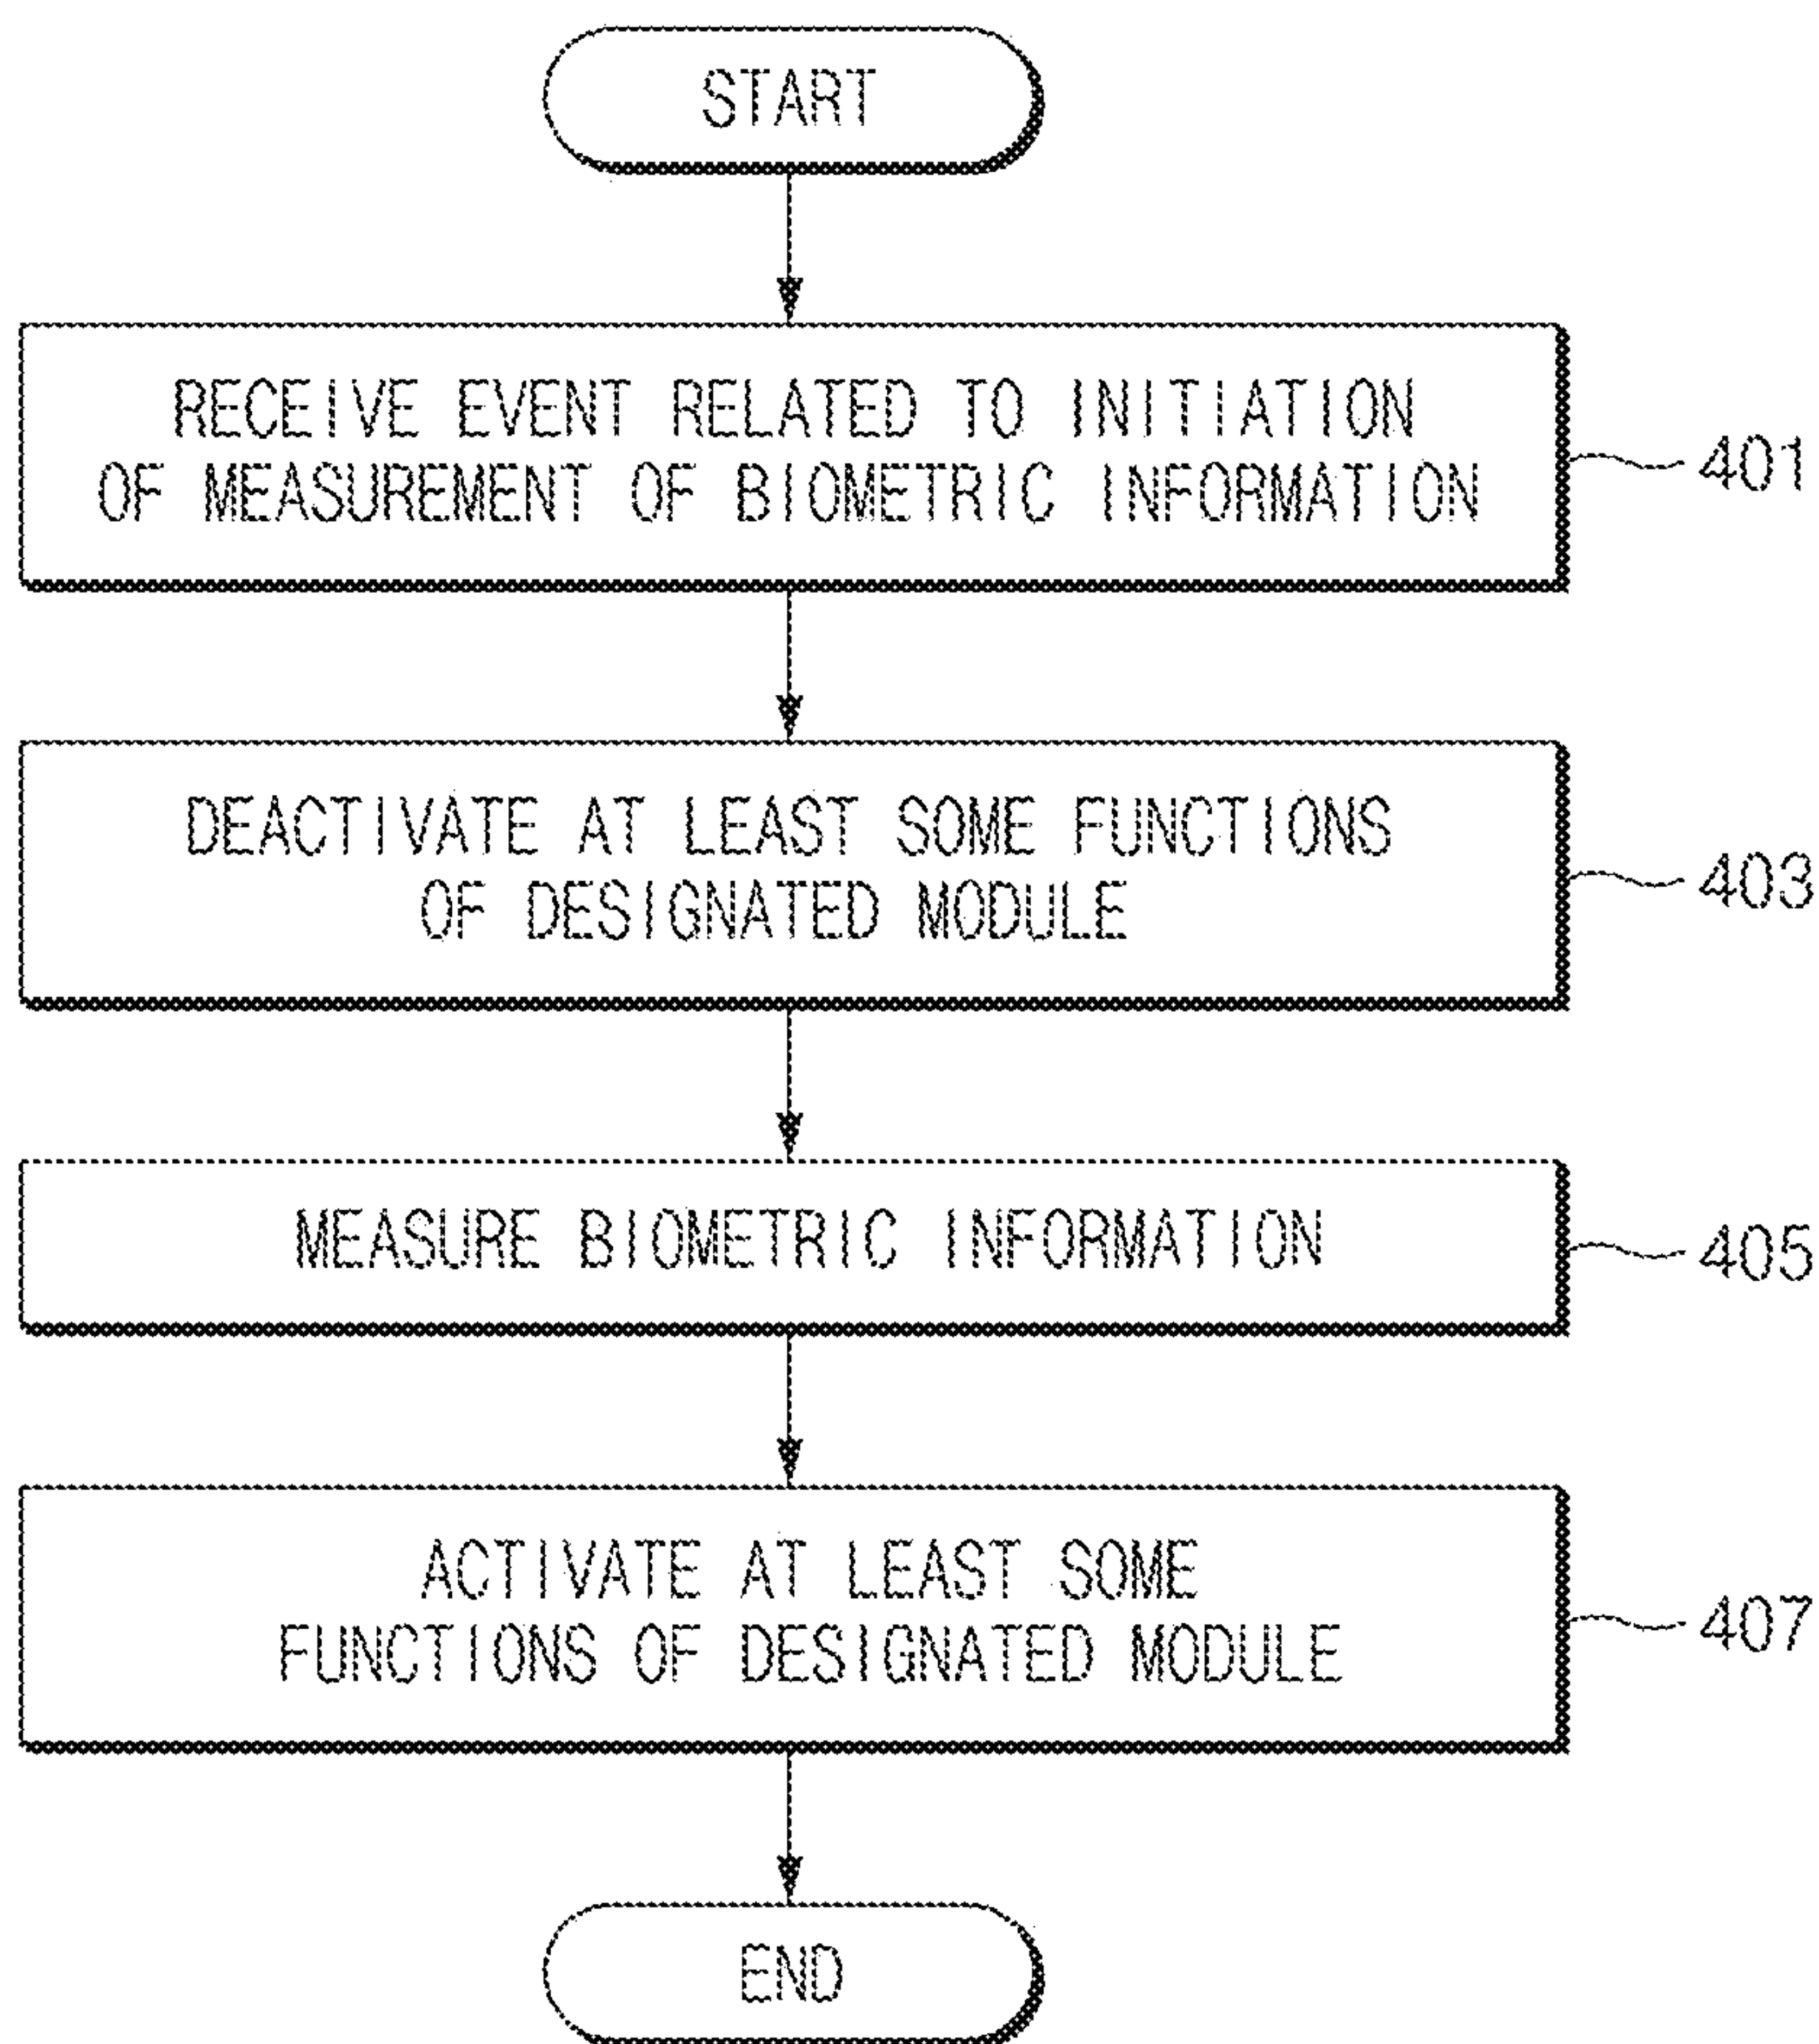 START
RECEIVE EVENT RELATED TO INITIATION
OF MEASUREMENT OF BIOMETRIC INFORMATION
401
DEACTIVATE AT LEAST SOME FUNCTIONS
OF DESIGNATED MODULE
403
MEASURE BIOMETRIC INFORMATION
405
ACTIVATE AT LEAST SOME
FUNCTIONS OF DESIGNATED MODULE
407
END